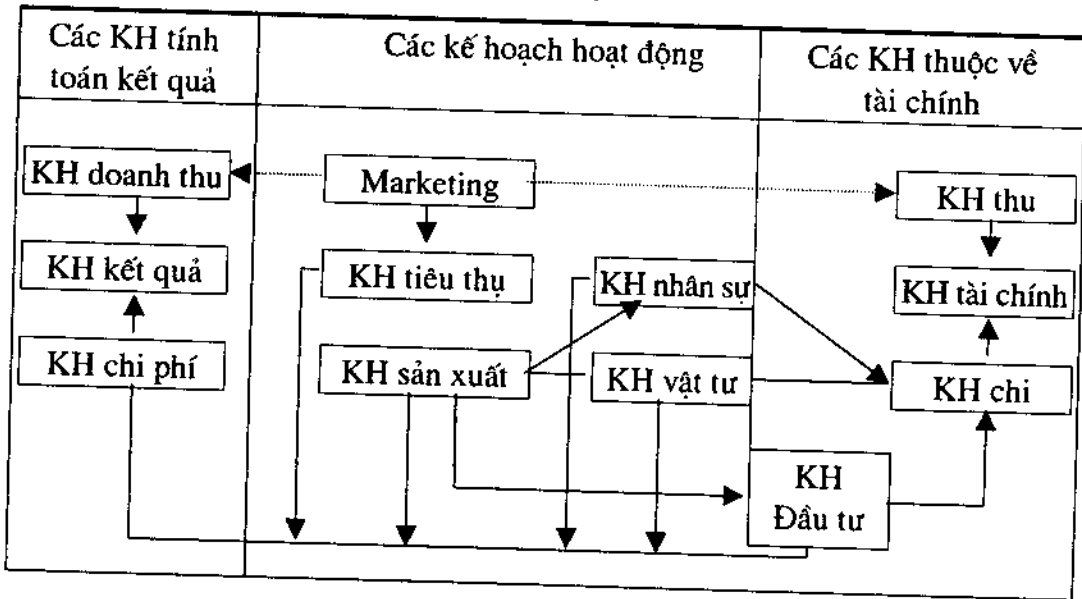 Các KH tính
toán kết quả
Các kế hoạch hoạt động
Các KH thuộc về
tài chính
KH doanh thu
Marketing
KH thu
KH kết quả
KH tiêu thụ
KH nhân sự
KH tài chính
KH chi phí
KH sản xuất
KH vật tư
KH chi
KH
Đầu tư